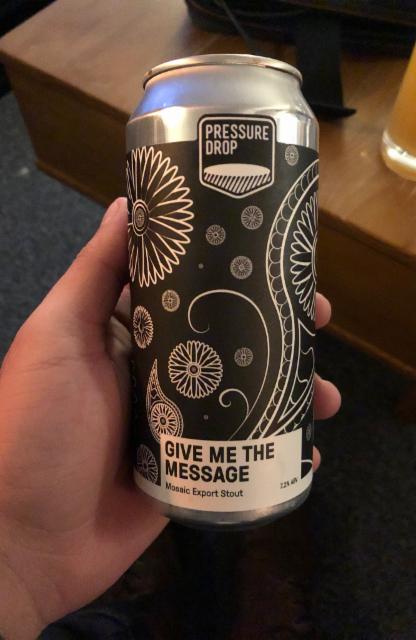 PRESSURE
DROP
GIVE ME THE
MESSAGE
Mosaic Export Stout
7.2% ABV